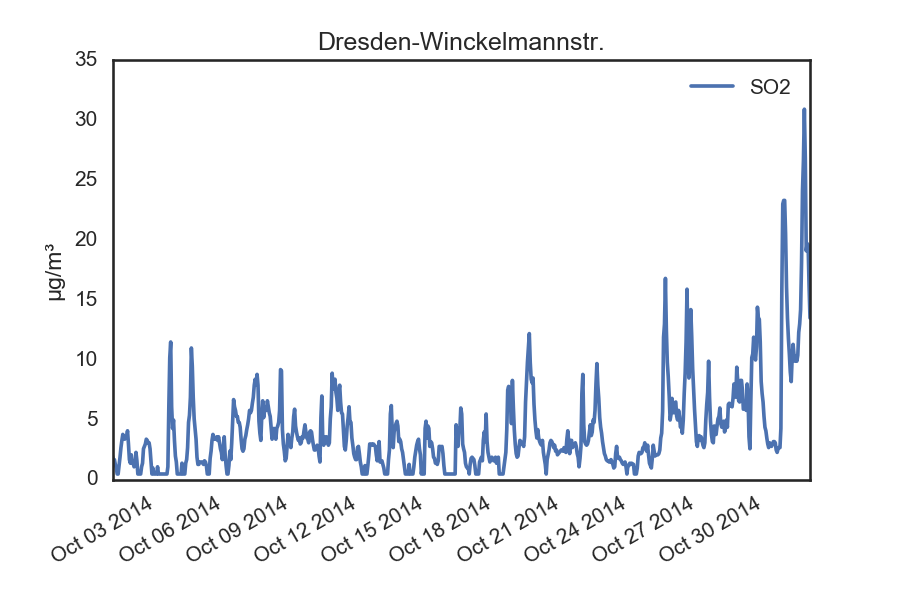 Dresden-Winckelmannstr.
SO2
µg/m³
35
30
25
20
15
10
5
0
Oct 03 2014
Oct 06 2014
Oct 09 2014
Oct 12 2014
Oct 15 2014
Oct 18 2014
Oct 21 2014
Oct 24 2014
Oct 27 2014
Oct 30 2014